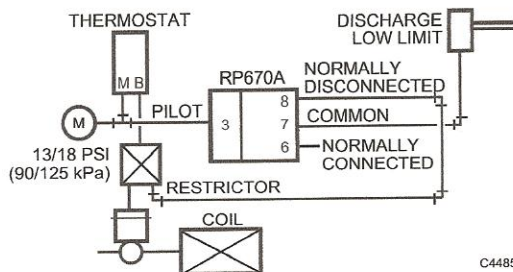 THERMOSTAT
DISCHARGE
LOW LIMIT
M B
RP670A
NORMALLY
DISCONNECTED
8
M
PILOT
3
7
COMMON
6
NORMALLY
CONNECTED
13/18 PSI
(90/125 kPa)
RESTRICTOR
COIL
C4485